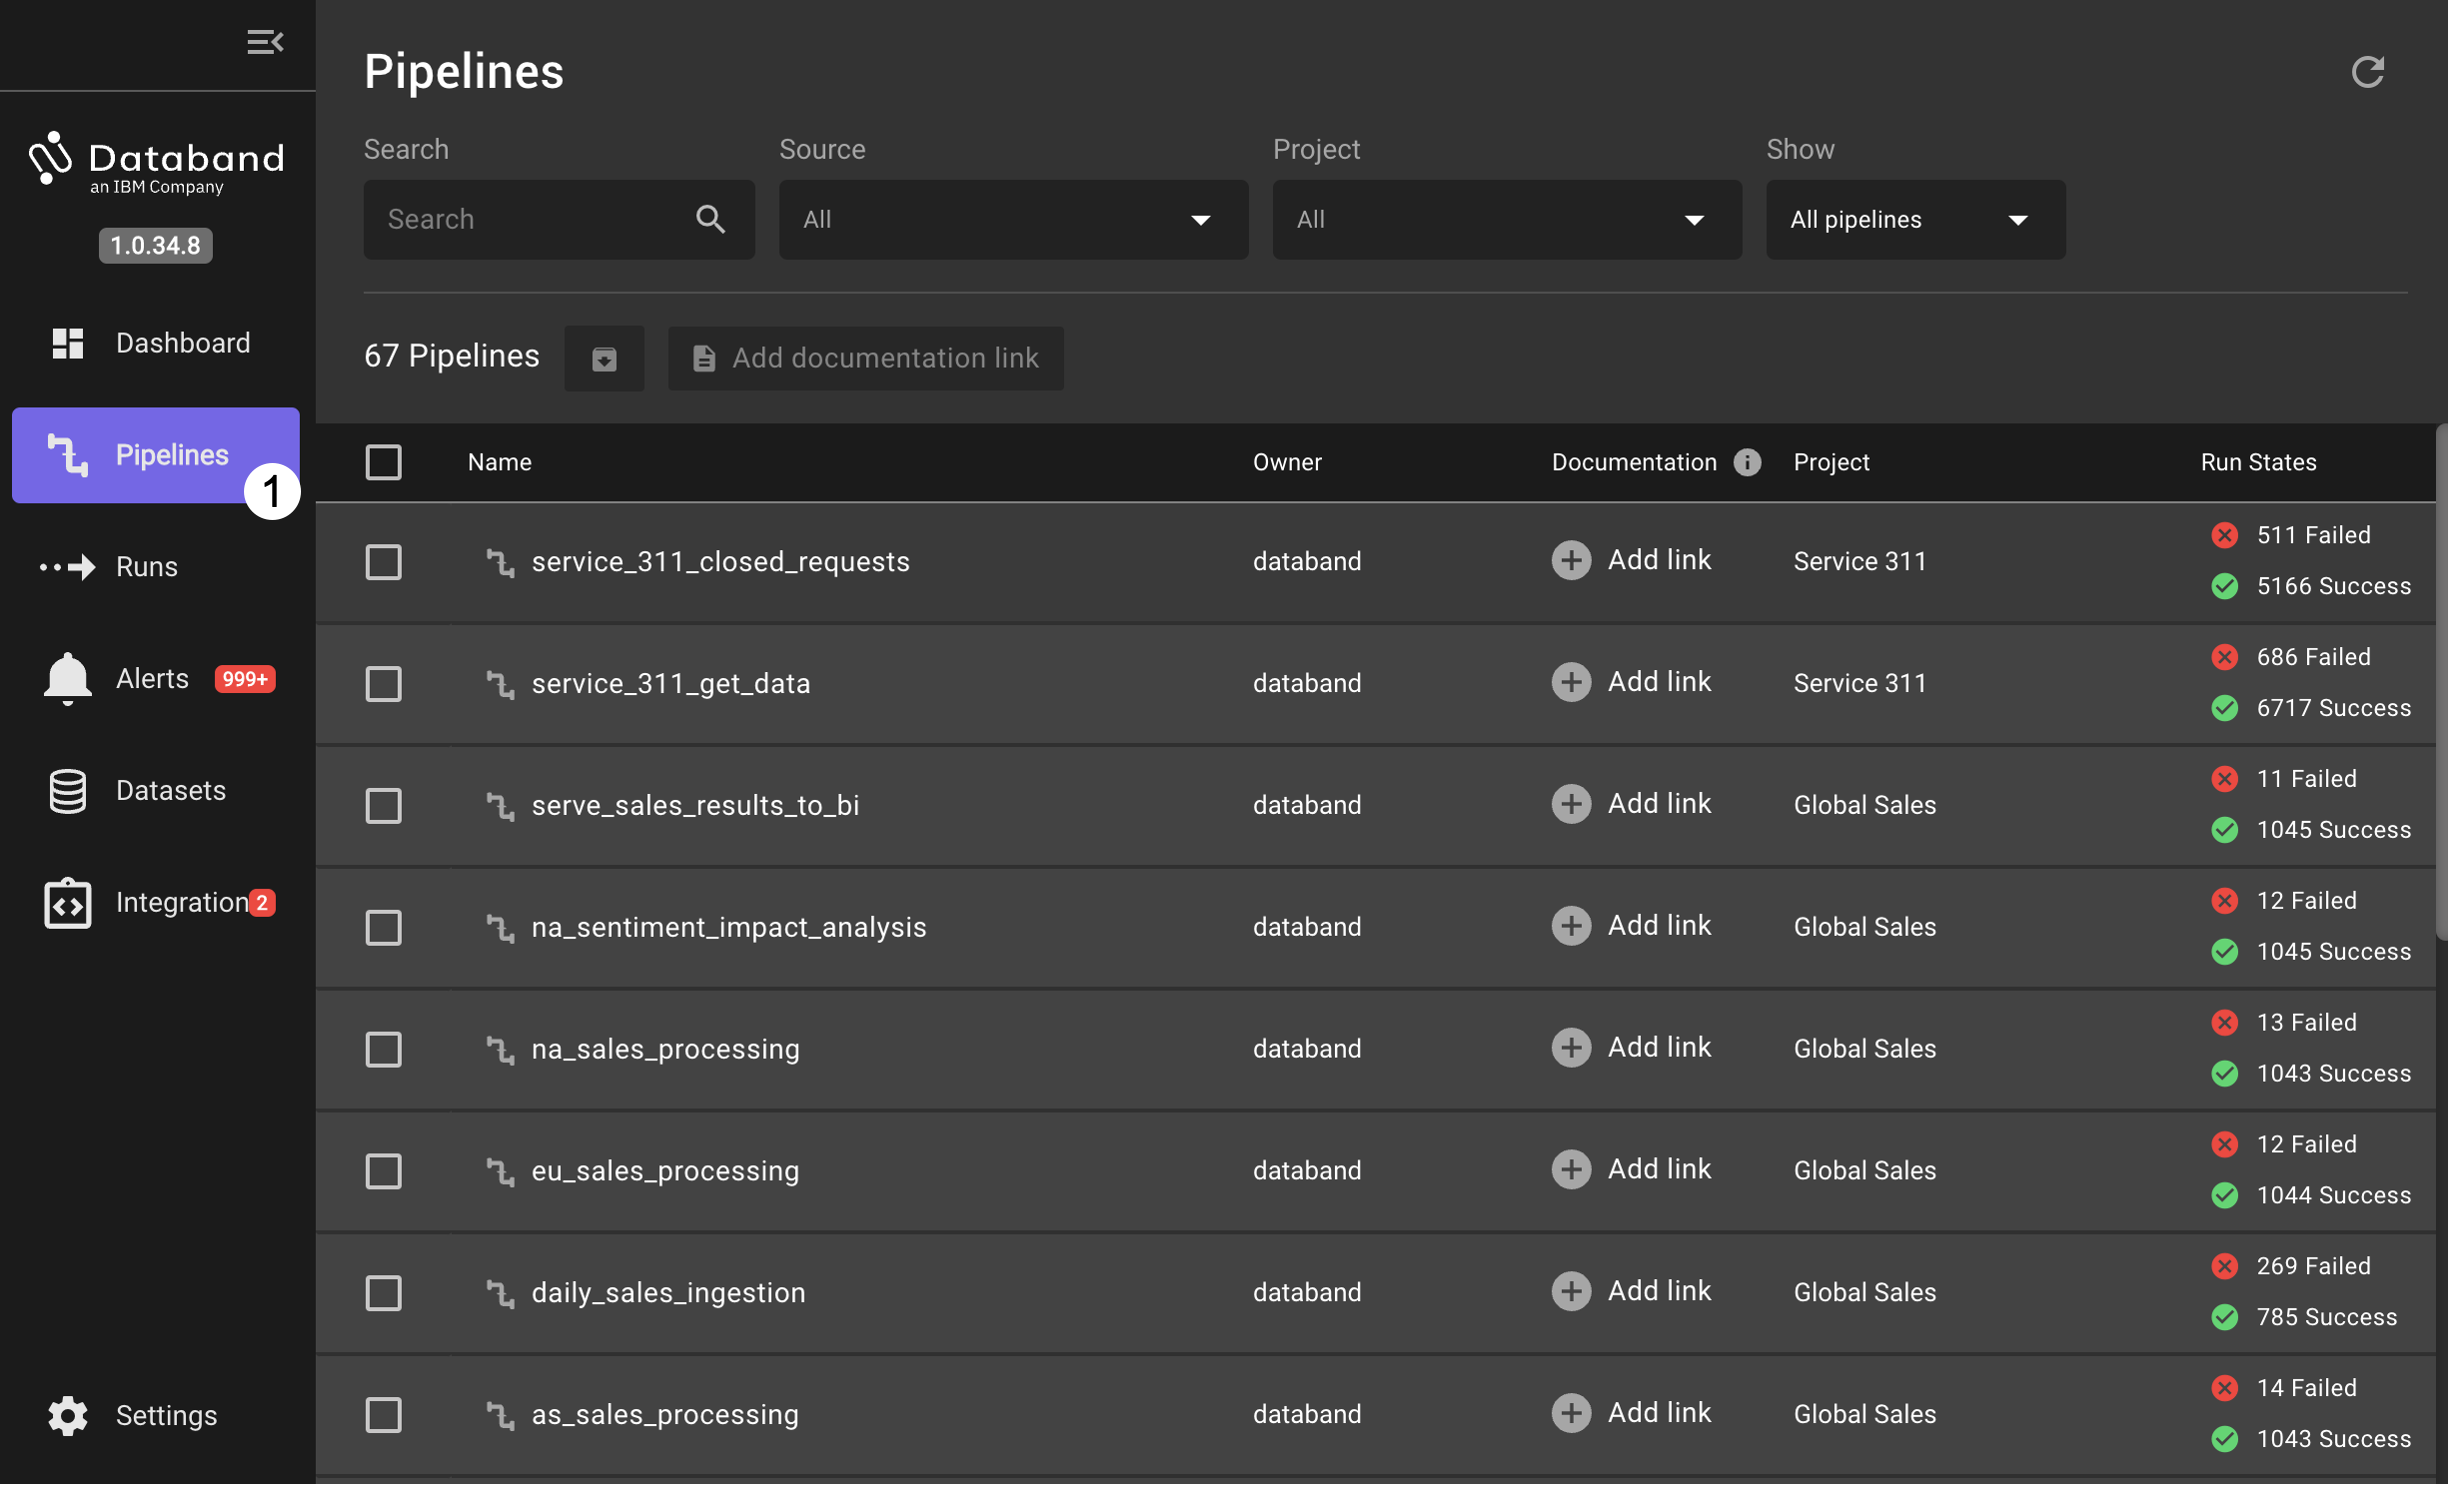 Databand
an IBM Company
1.0.34.8
Dashboard
Pipelines
1
Runs
Alerts 999+
Datasets
Integration 2
Settings
Pipelines
Search Source Project Show
Search All All All pipelines
67 Pipelines Add documentation link
Name Owner Documentation i Project Run States
service_311_closed_requests databand Add link Service 311 511 Failed
5166 Success
service_311_get_data databand Add link Service 311 686 Failed
6717 Success
serve_sales_results_to_bi databand Add link Global Sales 11 Failed
1045 Success
na_sentiment_impact_analysis databand Add link Global Sales 12 Failed
1045 Success
na_sales_processing databand Add link Global Sales 13 Failed
1043 Success
eu_sales_processing databand Add link Global Sales 12 Failed
1044 Success
daily_sales_ingestion databand Add link Global Sales 269 Failed
785 Success
as_sales_processing databand Add link Global Sales 14 Failed
1043 Success